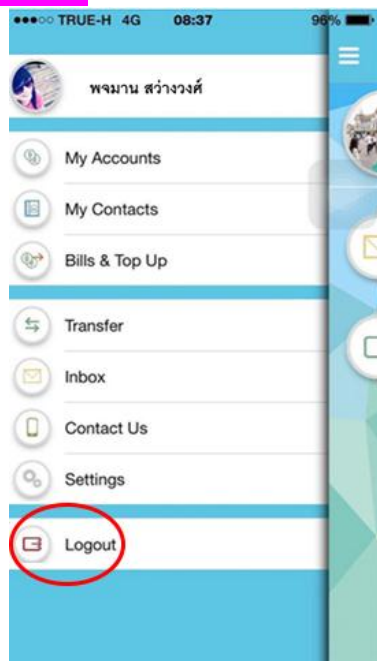 TRUE-H 4G 08:37 96%
พจมาน สว่างวงศ์
My Accounts
My Contacts
Bills & Top Up
Transfer
Inbox
Contact Us
Settings
Logout